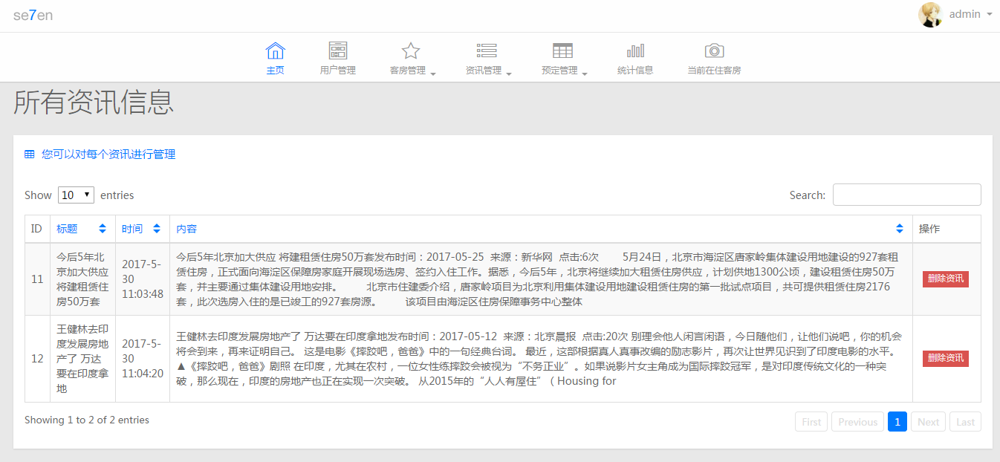 se7en
admin
主页
用户管理
客房管理
资讯管理
预定管理
统计信息
当前在住客房
所有资讯信息
您可以对每个资讯进行管理
Show 10 entries
Search:
ID 标题 时间 内容 操作
11
今后5年北
京加大供应
将建租赁住
房50万套
2017-5-
30
11:03:48
今后5年北京加大供应 将建租赁住房50万套发布时间：2017-05-25 来源：新华网 点击:6次 5月24日，北京市海淀区唐家岭集体建设用地建设的927套租
赁住房，正式面向海淀区保障房家庭开展现场选房、签约入住工作。据悉，今后5年，北京将继续加大租赁住房供应，计划供地1300公顷，建设租赁住房50万
套，并主要通过集体建设用地安排。 北京市住建委介绍，唐家岭项目为北京利用集体建设用地建设租赁住房的第一批试点项目，共可提供租赁住房2176
套，此次选房入住的是已竣工的927套房源。 该项目由海淀区住房保障事务中心整体
删除资讯
12
王健林去印
度发展房地
产了 万达
要在印度拿
地
2017-5-
30
11:04:20
王健林去印度发展房地产了 万达要在印度拿地发布时间：2017-05-12 来源：北京晨报 点击:20次 别理会他人闲言闲语，今日随他们，让他们说吧，你的机会
将会到来，再来证明自己。 这是电影《摔跤吧，爸爸》中的一句经典台词。 最近，这部根据真人真事改编的励志影片，再次让世界见识到了印度电影的水平。
▲《摔跤吧，爸爸》剧照 在印度，尤其在农村，一位女性练摔跤会被视为“不务正业”。如果说影片女主角成为国际摔跤冠军，是对印度传统文化的一种突
破，那么现在，印度的房地产也正在实现一次突破。 从2015年的“人人有屋住”（Housing for
删除资讯
Showing 1 to 2 of 2 entries
First Previous 1 Next Last